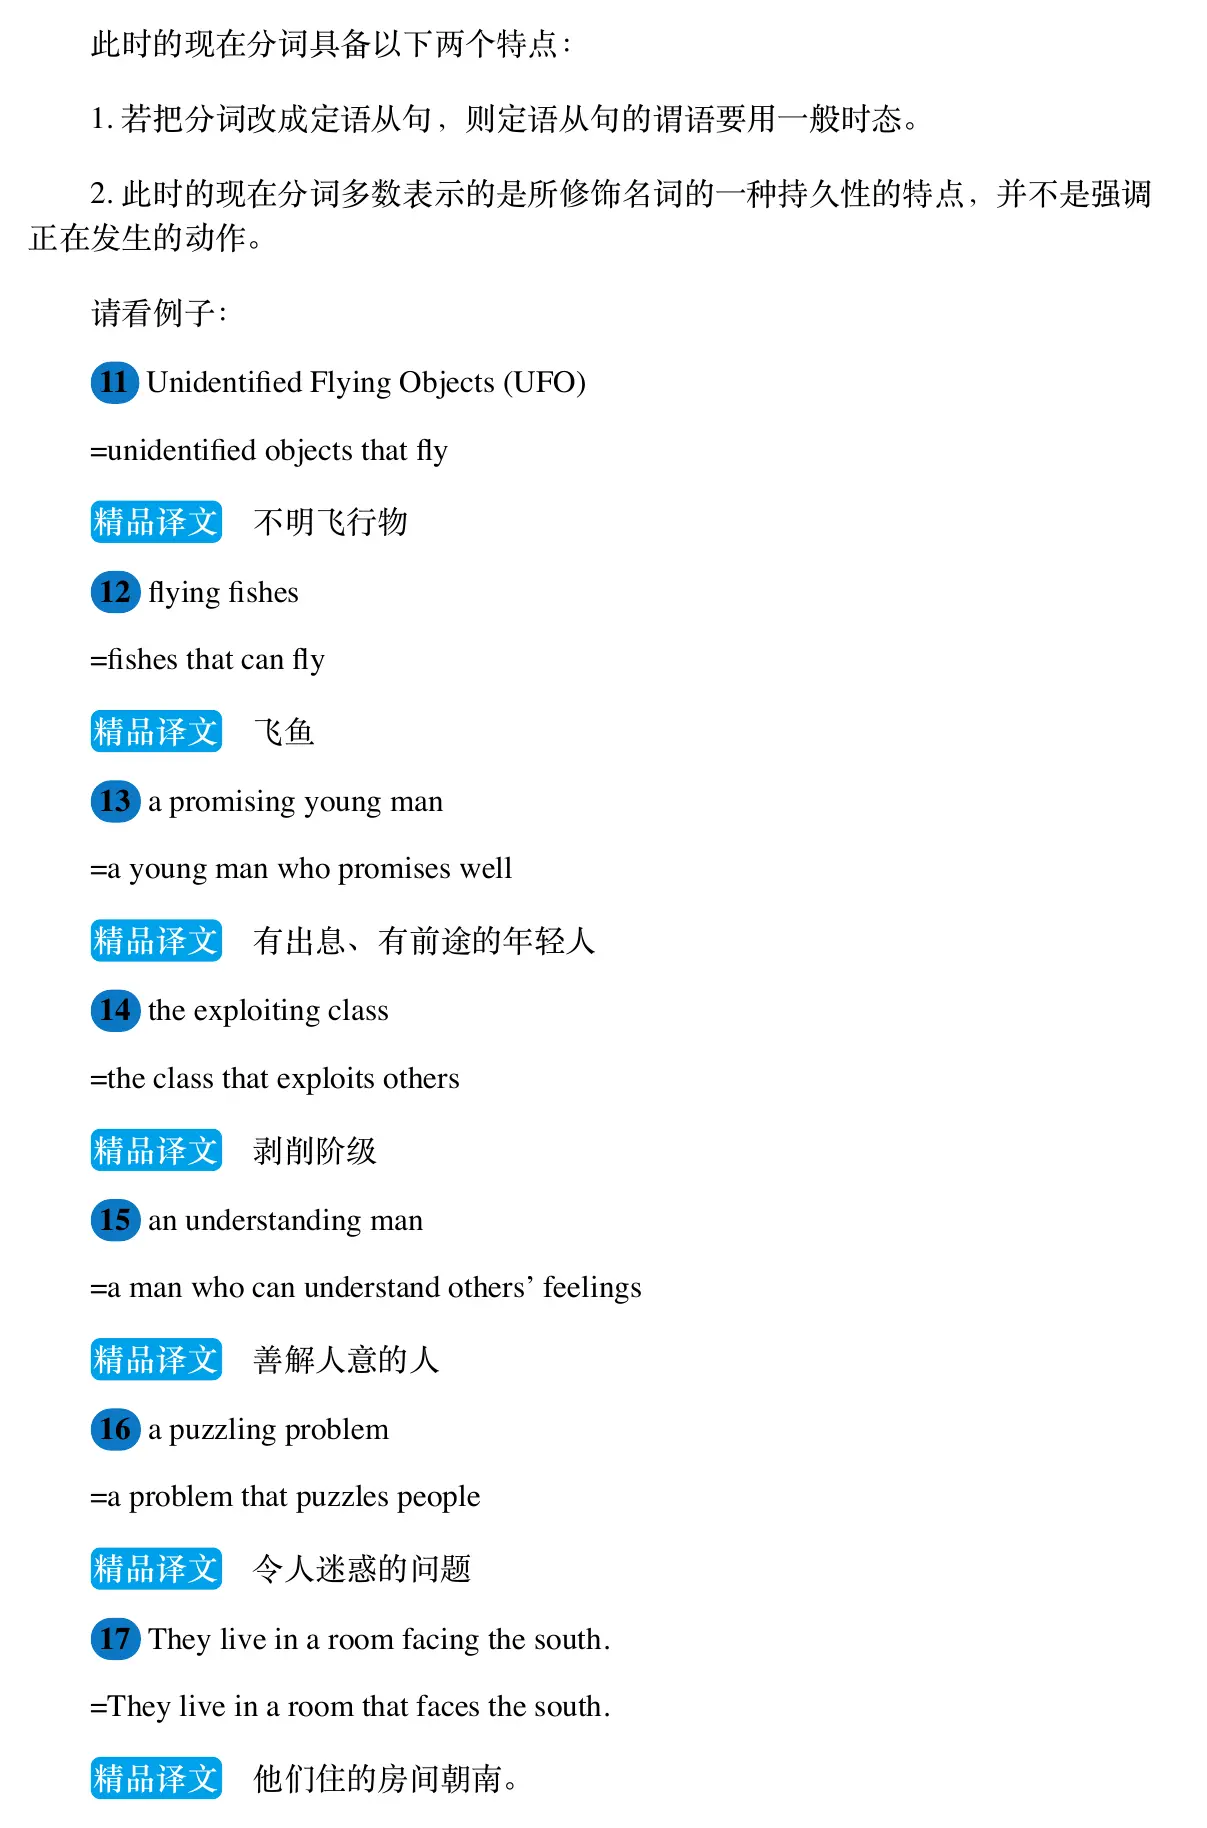 此时的现在分词具备以下两个特点：
1. 若把分词改成定语从句，则定语从句的谓语要用一般时态。
2. 此时的现在分词多数表示的是所修饰名词的一种持久性的特点，并不是强调
正在发生的动作。
请看例子：
11 Unidentified Flying Objects (UFO)
=unidentified objects that fly
精品译文 不明飞行物
12 flying fishes
=fishes that can fly
精品译文 飞鱼
13 a promising young man
=a young man who promises well
精品译文 有出息、有前途的年轻人
14 the exploiting class
=the class that exploits others
精品译文 剥削阶级
15 an understanding man
=a man who can understand others’ feelings
精品译文 善解人意的人
16 a puzzling problem
=a problem that puzzles people
精品译文 令人迷惑的问题
17 They live in a room facing the south.
=They live in a room that faces the south.
精品译文 他们住的房间朝南。